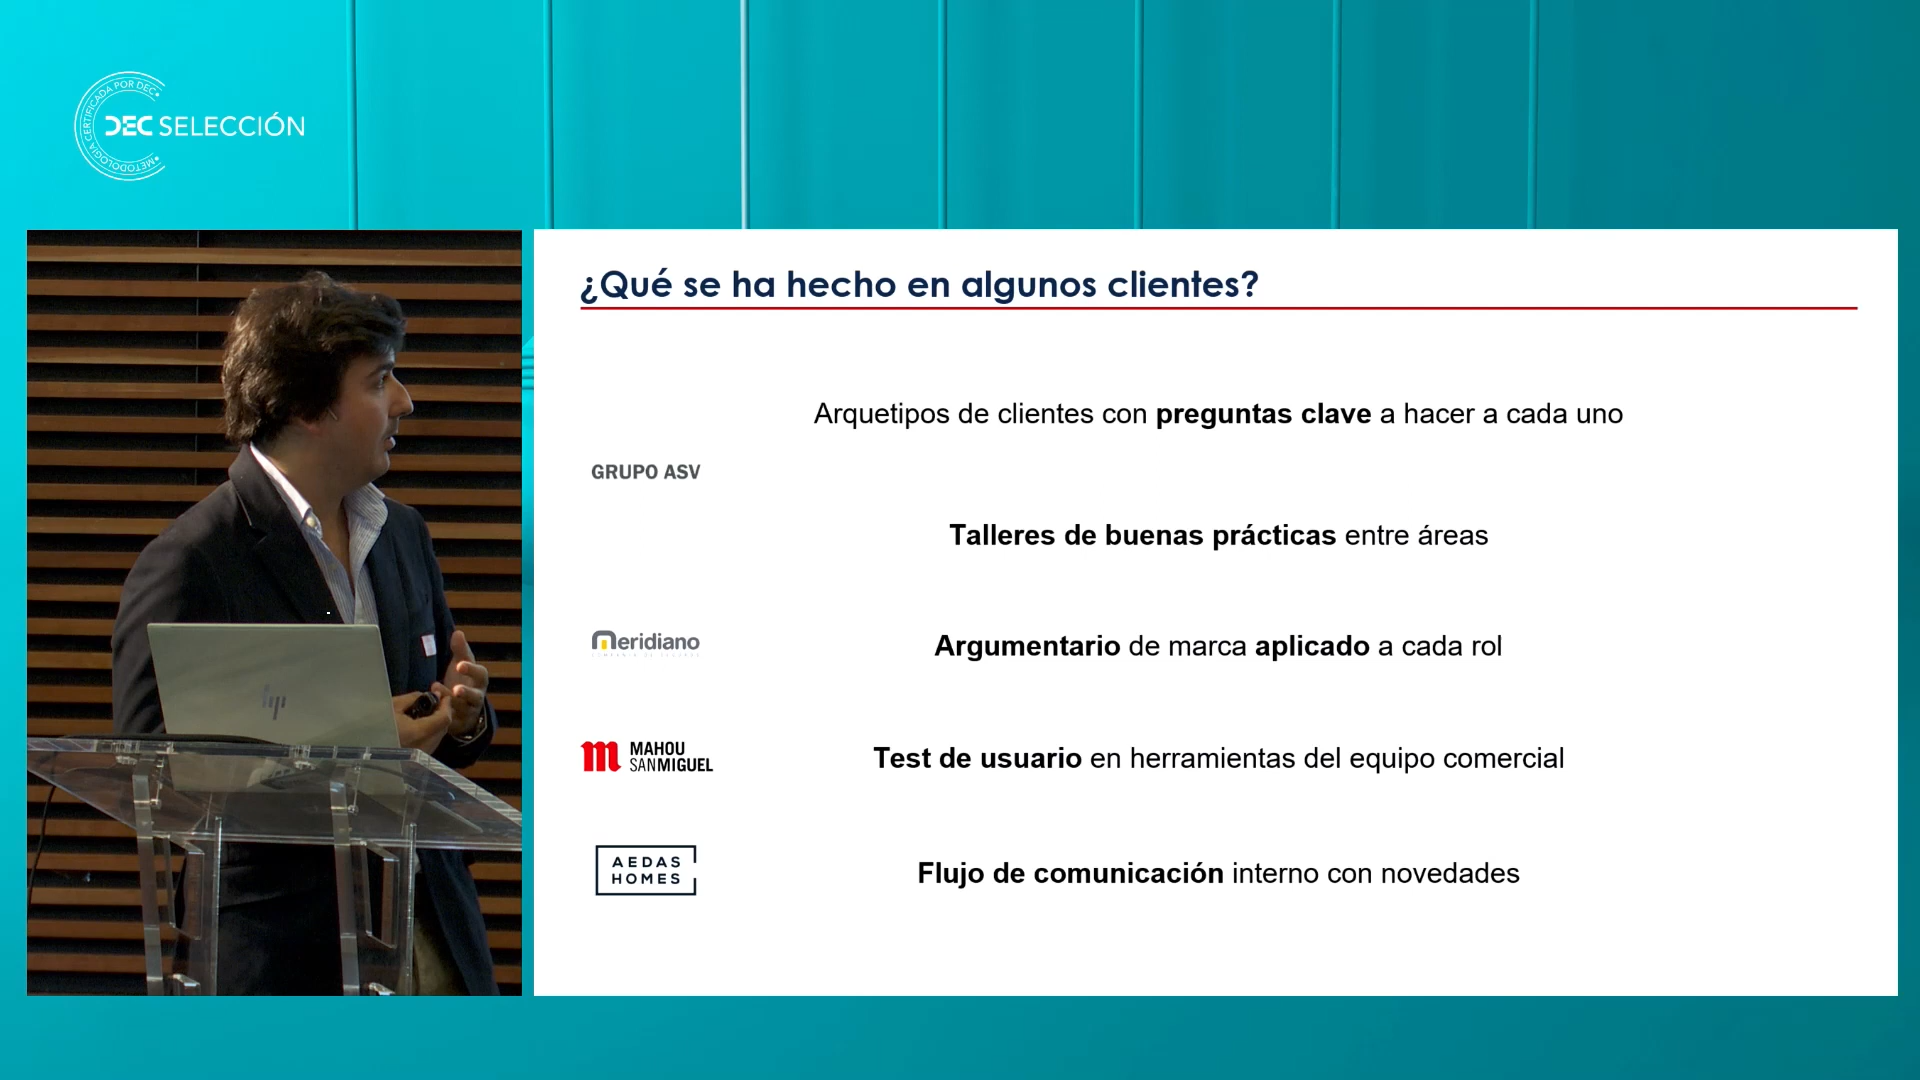 METODOLOGÍA CERTIFICADA POR DEC
DEC SELECCIÓN
¿Qué se ha hecho en algunos clientes?
Arquetipos de clientes con preguntas clave a hacer a cada uno
GRUPO ASV
Talleres de buenas prácticas entre áreas
meridiano
Argumentario de marca aplicado a cada rol
MAHOU
SANMIGUEL
Test de usuario en herramientas del equipo comercial
AEDAS
HOMES
Flujo de comunicación interno con novedades
hp